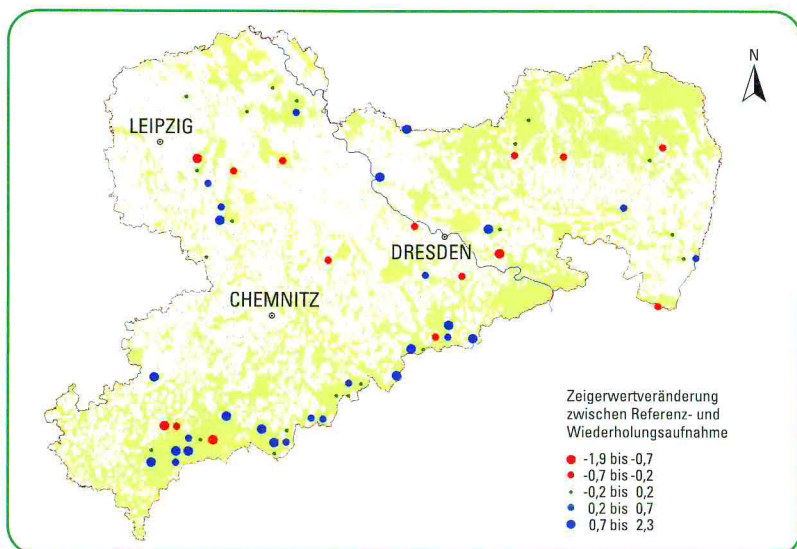 N
LEIPZIG
DRESDEN
CHEMNITZ
Zeigerwertveränderung
zwischen Referenz- und
Wiederholungsaufnahme
-1,9 bis -0,7
-0,7 bis -0,2
-0,2 bis 0,2
0,2 bis 0,7
0,7 bis 2,3